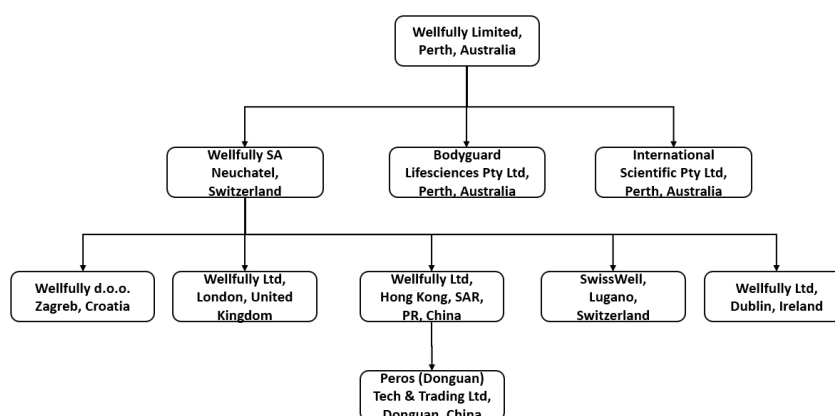 Wellfully Limited,
Perth, Australia
Wellfully SA
Neuchatel,
Switzerland
Bodyguard
Lifesciences Pty Ltd,
Perth, Australia
International
Scientific Pty Ltd,
Perth, Australia
Wellfully d.o.o.
Zagreb, Croatia
Wellfully Ltd,
London, United
Kingdom
Wellfully Ltd,
Hong Kong, SAR,
PR, China
SwissWell,
Lugano,
Switzerland
Wellfully Ltd,
Dublin, Ireland
Peros (Donguan)
Tech & Trading Ltd,
Donguan, China